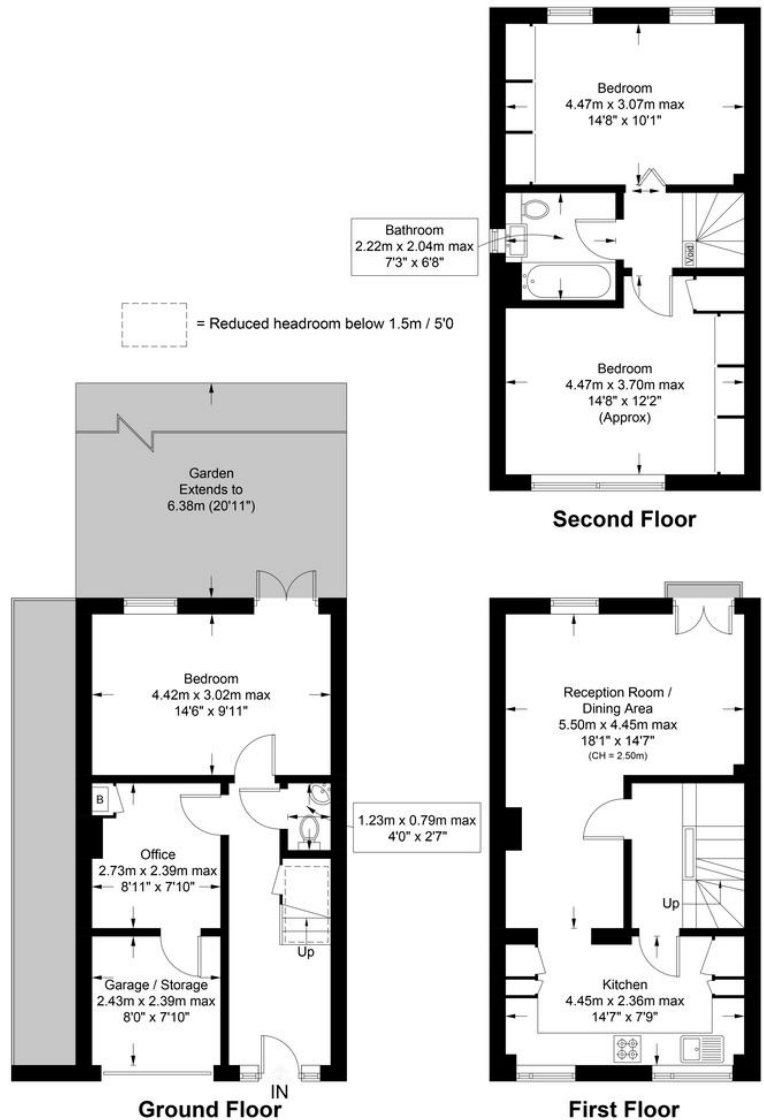 Bedroom
4.47m x 3.07m max
14'8" x 10'1"
Bathroom
2.22m x 2.04m max
7'3" x 6'8"
(Void)
= Reduced headroom below 1.5m / 5'0
Bedroom
4.47m x 3.70m max
14'8" x 12'2"
(Approx)
Second Floor
Garden
Extends to
6.38m (20'11")
Bedroom
4.42m x 3.02m max
14'6" x 9'11"
B
1.23m x 0.79m max
4'0" x 2'7"
Office
2.73m x 2.39m max
8'11" x 7'10"
Up
Garage / Storage
2.43m x 2.39m max
8'0" x 7'10"
IN
Ground Floor
Reception Room /
Dining Area
5.50m x 4.45m max
18'1" x 14'7"
(CH = 2.50m)
Up
Kitchen
4.45m x 2.36m max
14'7" x 7'9"
First Floor